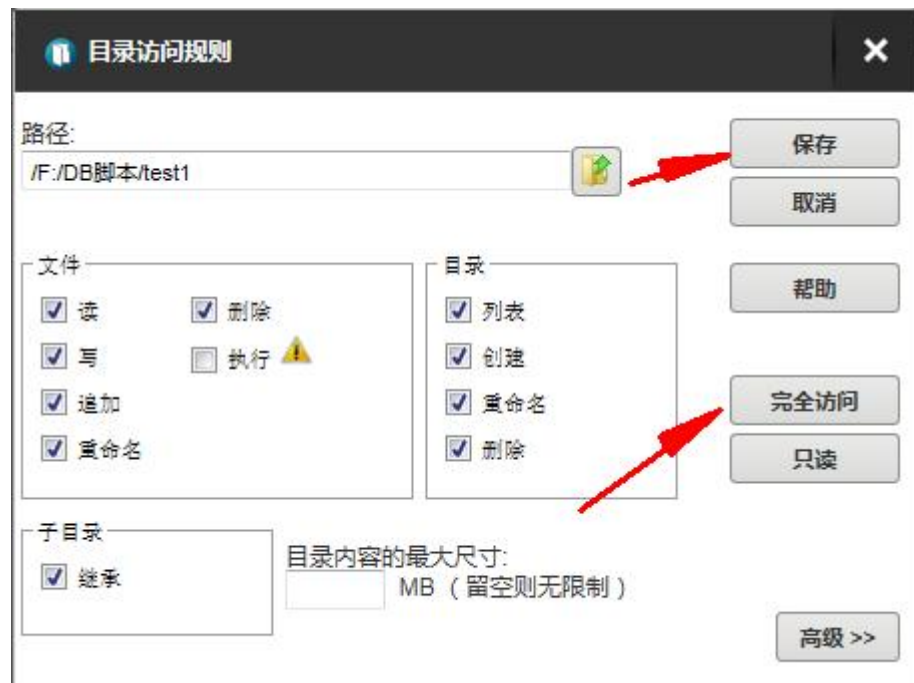 目录访问规则
路径:
/F:/DB脚本/test1
保存
取消
文件
读
删除
写
执行
追加
重命名
目录
列表
创建
重命名
删除
帮助
完全访问
只读
子目录
继承
目录内容的最大尺寸:
MB （留空则无限制）
高级 >>